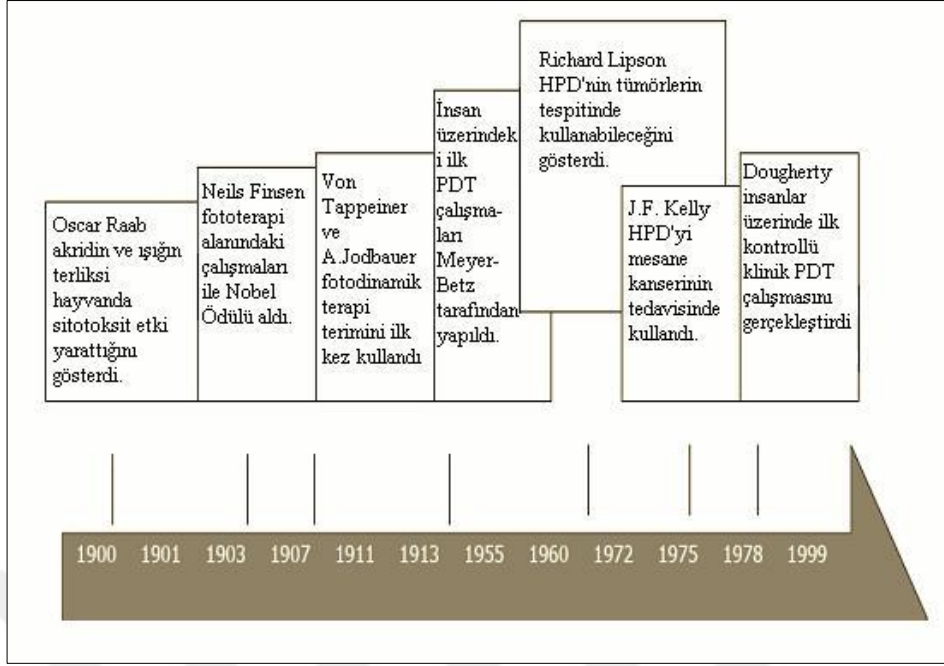 Oscar Raab
akridin ve ışığın
terliksi
hayvanda
sitotoksit etki
yarattığını
gösterdi.
Neils Finsen
fototerapi
alanındaki
çalışmaları
ile Nobel
Ödülü aldı.
Von
Tappeiner
ve
A.Jodbauer
fotodinamik
terapi
terimini ilk
kez kullandı
İnsan
üzerindek
i ilk
PDT
çalışma-
ları
Meyer-
Betz
tarafından
yapıldı.
Richard Lipson
HPD'nin tümörlerin
tespitinde
kullanabileceğini
gösterdi.
J.F. Kelly
HPD'yi
mesane
kanserinin
tedavisinde
kullandı.
Dougherty
insanlar
üzerinde ilk
kontrollü
klinik PDT
çalışmasını
gerçekleştirdi
1900 1901 1903 1907 1911 1913 1955 1960 1972 1975 1978 1999